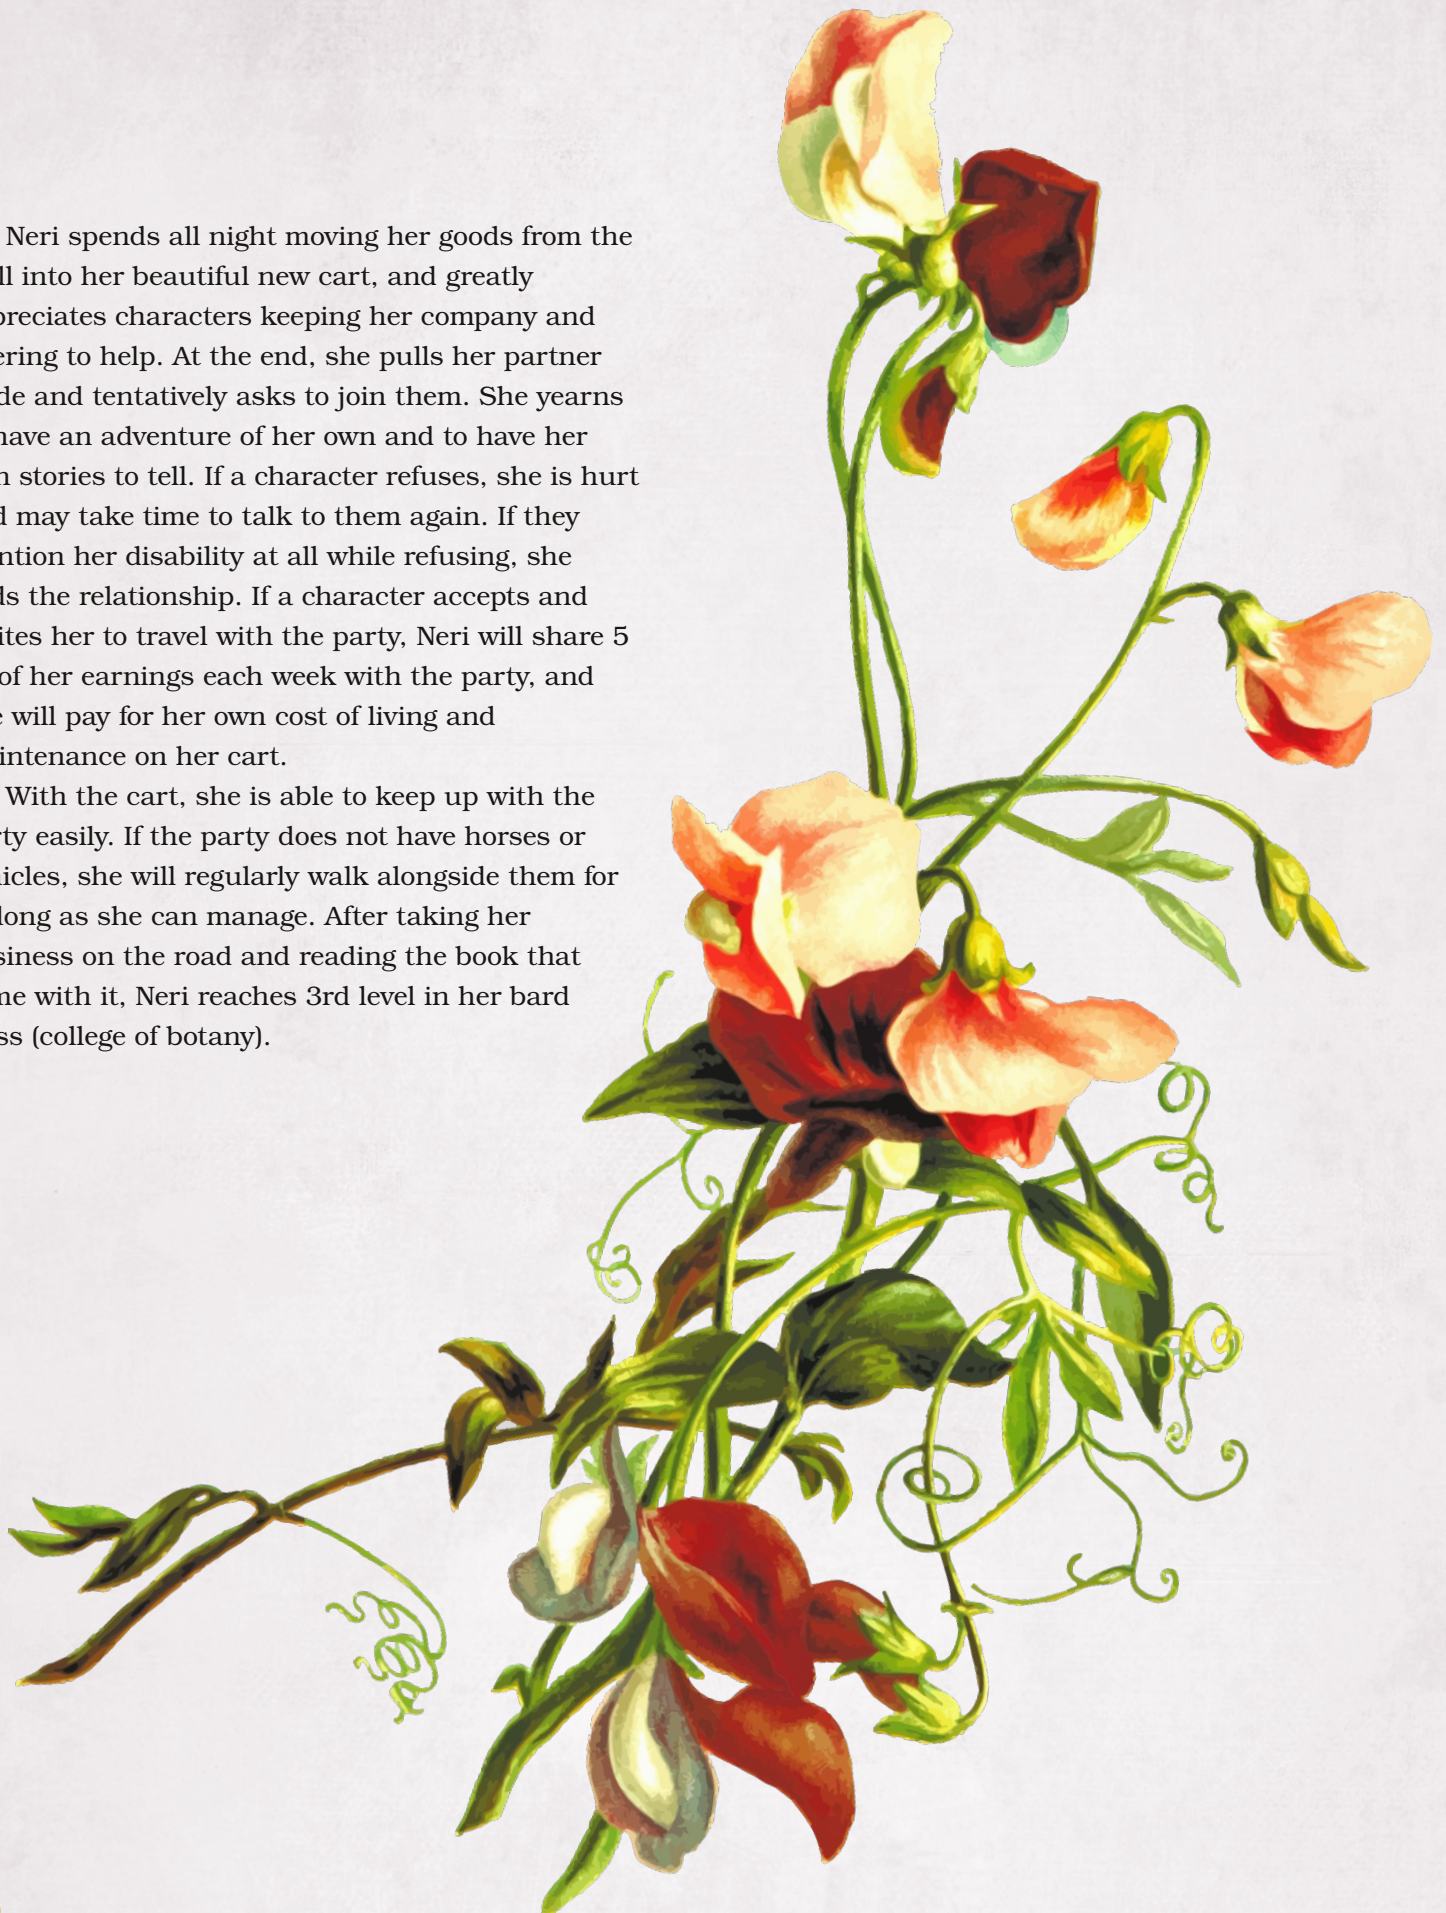 Neri spends all night moving her goods from the
ll into her beautiful new cart, and greatly
preciates characters keeping her company and
ering to help. At the end, she pulls her partner
de and tentatively asks to join them. She yearns
have an adventure of her own and to have her
n stories to tell. If a character refuses, she is hurt
d may take time to talk to them again. If they
ntion her disability at all while refusing, she
ds the relationship. If a character accepts and
ites her to travel with the party, Neri will share 5
of her earnings each week with the party, and
e will pay for her own cost of living and
intenance on her cart.
With the cart, she is able to keep up with the
rty easily. If the party does not have horses or
hicles, she will regularly walk alongside them for
long as she can manage. After taking her
siness on the road and reading the book that
me with it, Neri reaches 3rd level in her bard
ss (college of botany).